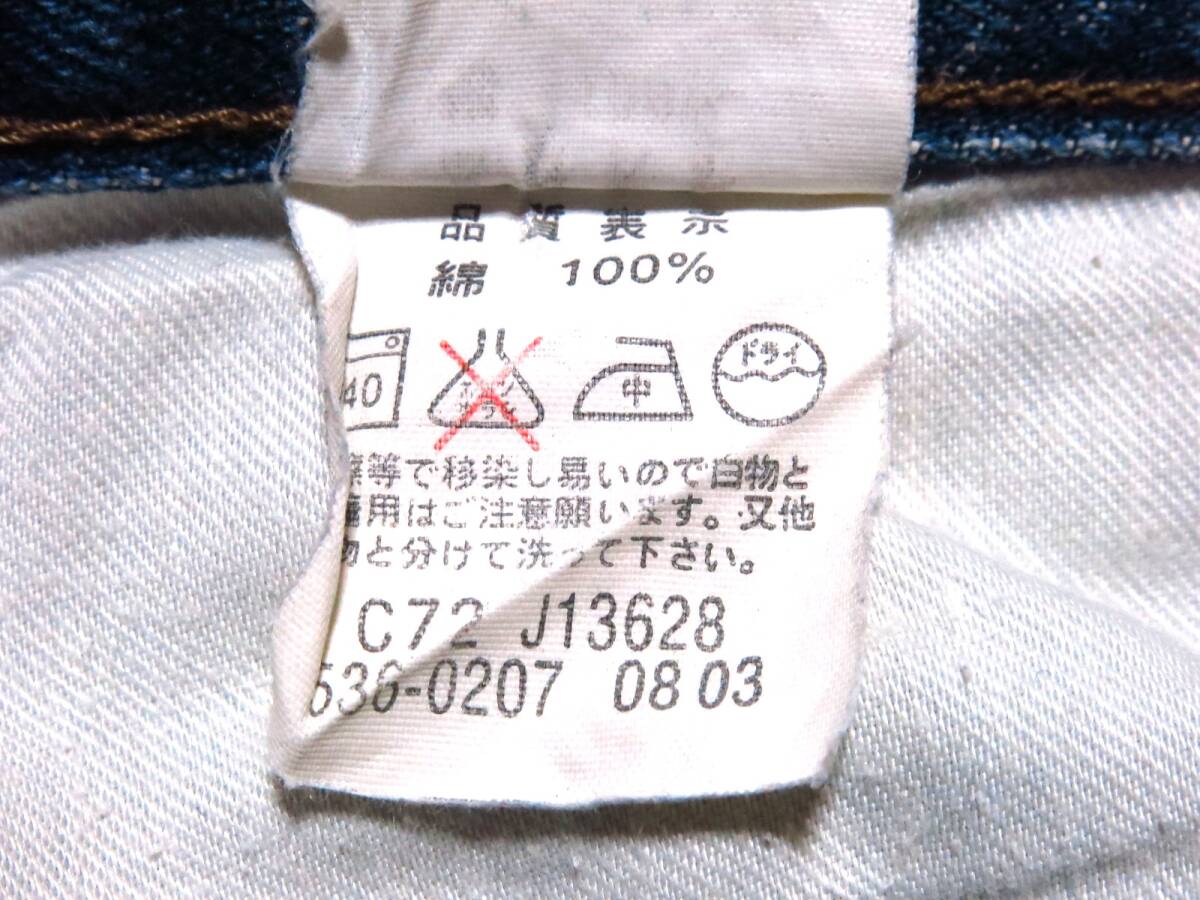 品質表示
綿 100%
40 中 ドライ
等で移染し易いので白物と
用はご注意願います。又他
と分けて洗って下さい。
C72 J13628
536-0207 08 03